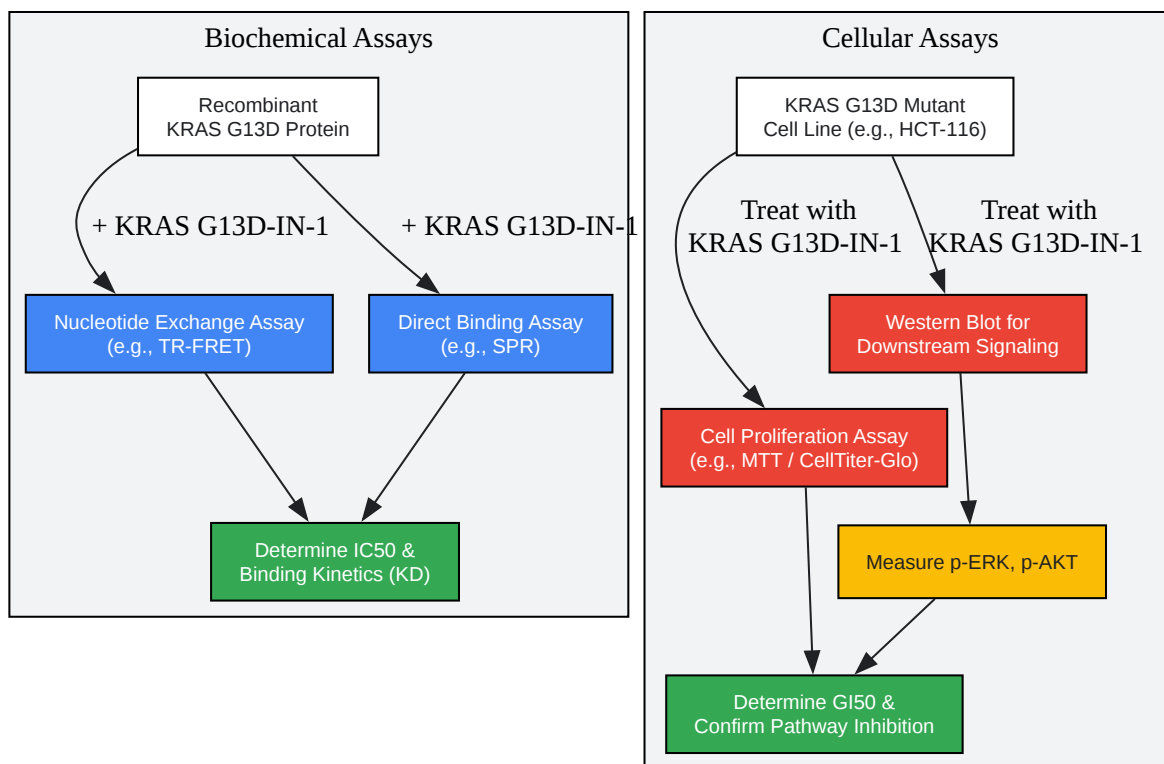 Biochemical Assays
Recombinant
KRAS G13D Protein
+ KRAS G13D-IN-1
+ KRAS G13D-IN-1
Nucleotide Exchange Assay
(e.g., TR-FRET)
Direct Binding Assay
(e.g., SPR)
Determine IC50 &
Binding Kinetics (KD)
Cellular Assays
KRAS G13D Mutant
Cell Line (e.g., HCT-116)
Treat with
KRAS G13D-IN-1
Treat with
KRAS G13D-IN-1
Western Blot for
Downstream Signaling
Cell Proliferation Assay
(e.g., MTT / CellTiter-Glo)
Measure p-ERK, p-AKT
Determine GI50 &
Confirm Pathway Inhibition